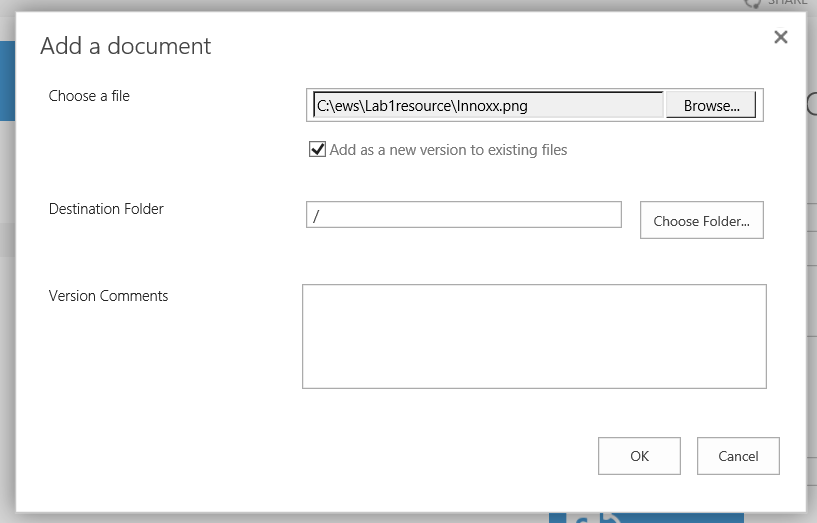 SHARE
Add a document
Choose a file
C:\ews\Lab1resource\Innoxx.png
Browse...
Add as a new version to existing files
Destination Folder
/
Choose Folder...
Version Comments
OK
Cancel